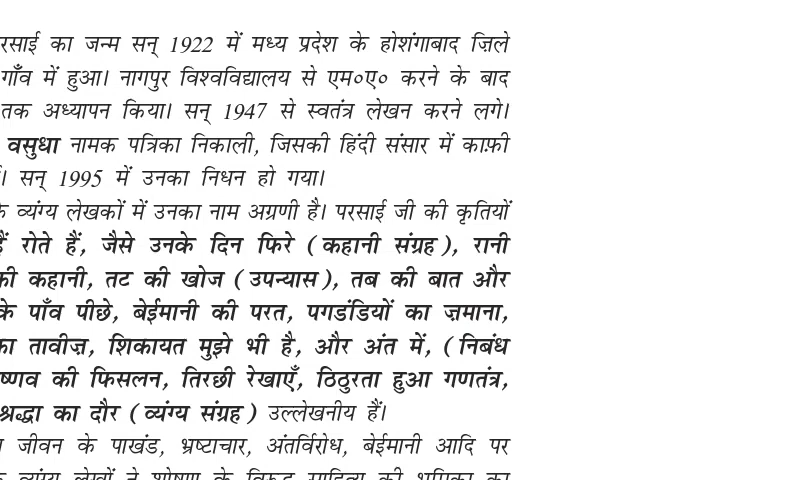 का जन्म सन् 1922 में मध्य प्रदेश के होशंगाबाद ज़िले
गाँव में हुआ। नागपुर विश्वविद्यालय से एम०ए० करने के बाद
तक अध्यापन किया। सन् 1947 से स्वतंत्र लेखन करने लगे।
वसुधा नामक पत्रिका निकाली, जिसकी हिंदी संसार में काफ़ी
। सन् 1995 में उनका निधन हो गया।
के व्यंग्य लेखकों में उनका नाम अग्रणी है। परसाई जी की कृतियों
हैं रोते हैं, जैसे उनके दिन फिरे (कहानी संग्रह), रानी
की कहानी, तट की खोज (उपन्यास), तब की बात और
के पाँव पीछे, बेईमानी की परत, पगडंडियों का ज़माना,
का तावीज़, शिकायत मुझे भी है, और अंत में, (निबंध
की फिसलन, तिरछी रेखाएँ, ठिठुरता हुआ गणतंत्र,
श्रद्धा का दौर (व्यंग्य संग्रह) उल्लेखनीय हैं।
जीवन के पाखंड, भ्रष्टाचार, अंतर्विरोध, बेईमानी आदि पर
व्यंग्य लेखों ने शोषण के विरुद्ध साहित्य की भूमिका का